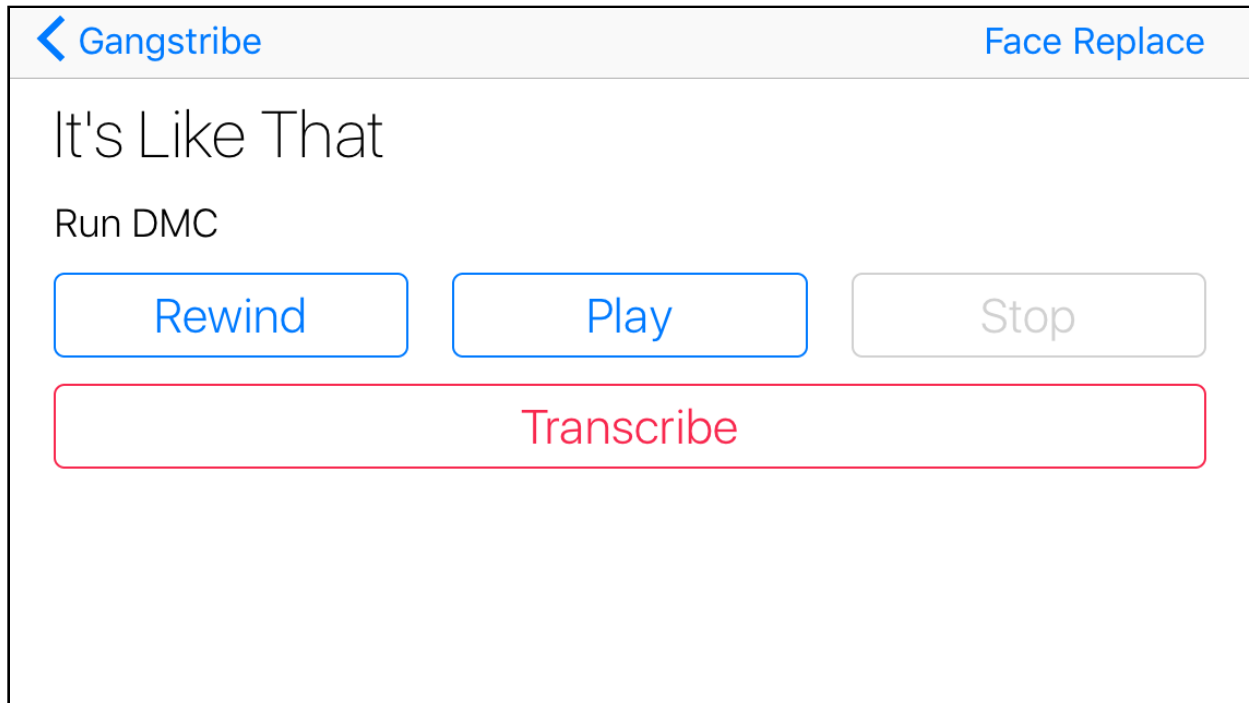 Gangstribe Face Replace
It's Like That
Run DMC
Rewind Play Stop
Transcribe